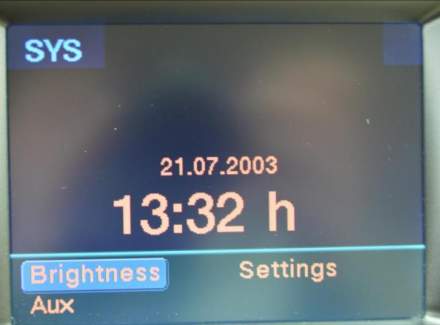 SYS
21.07.2003
13:32 h
Brightness Settings
Aux